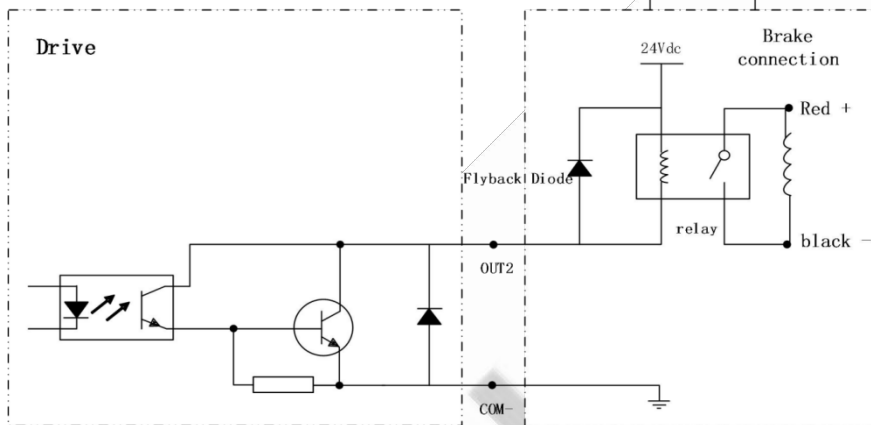 Drive
24Vdc
Brake
connection
Red +
Flyback Diode
relay
black -
OUT2
COM-